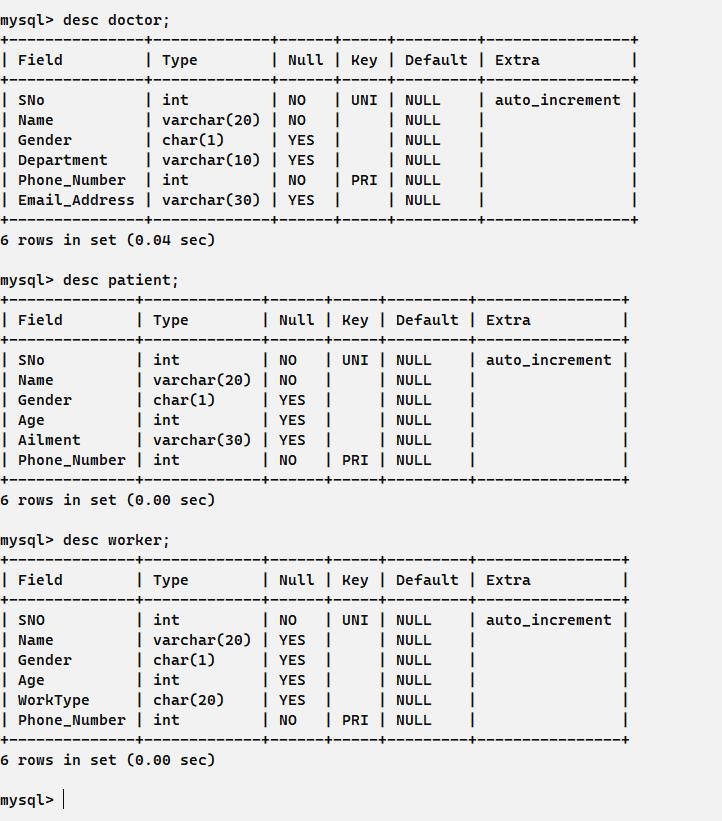 mysql> desc doctor;
+---------------+-------------+------+-----+---------+----------------+
| Field         | Type        | Null | Key | Default | Extra          |
+---------------+-------------+------+-----+---------+----------------+
| SNo           | int         | NO   | UNI | NULL    | auto_increment |
| Name          | varchar(20) | NO   |     | NULL    |                |
| Gender        | char(1)     | YES  |     | NULL    |                |
| Department    | varchar(10) | YES  |     | NULL    |                |
| Phone_Number  | int         | NO   | PRI | NULL    |                |
| Email_Address | varchar(30) | YES  |     | NULL    |                |
+---------------+-------------+------+-----+---------+----------------+
6 rows in set (0.04 sec)

mysql> desc patient;
+--------------+-------------+------+-----+---------+----------------+
| Field        | Type        | Null | Key | Default | Extra          |
+--------------+-------------+------+-----+---------+----------------+
| SNo          | int         | NO   | UNI | NULL    | auto_increment |
| Name         | varchar(20) | NO   |     | NULL    |                |
| Gender       | char(1)     | YES  |     | NULL    |                |
| Age          | int         | YES  |     | NULL    |                |
| Ailment      | varchar(30) | YES  |     | NULL    |                |
| Phone_Number | int         | NO   | PRI | NULL    |                |
+--------------+-------------+------+-----+---------+----------------+
6 rows in set (0.00 sec)

mysql> desc worker;
+--------------+-------------+------+-----+---------+----------------+
| Field        | Type        | Null | Key | Default | Extra          |
+--------------+-------------+------+-----+---------+----------------+
| SNO          | int         | NO   | UNI | NULL    | auto_increment |
| Name         | varchar(20) | YES  |     | NULL    |                |
| Gender       | char(1)     | YES  |     | NULL    |                |
| Age          | int         | YES  |     | NULL    |                |
| WorkType     | char(20)    | YES  |     | NULL    |                |
| Phone_Number | int         | NO   | PRI | NULL    |                |
+--------------+-------------+------+-----+---------+----------------+
6 rows in set (0.00 sec)

mysql>